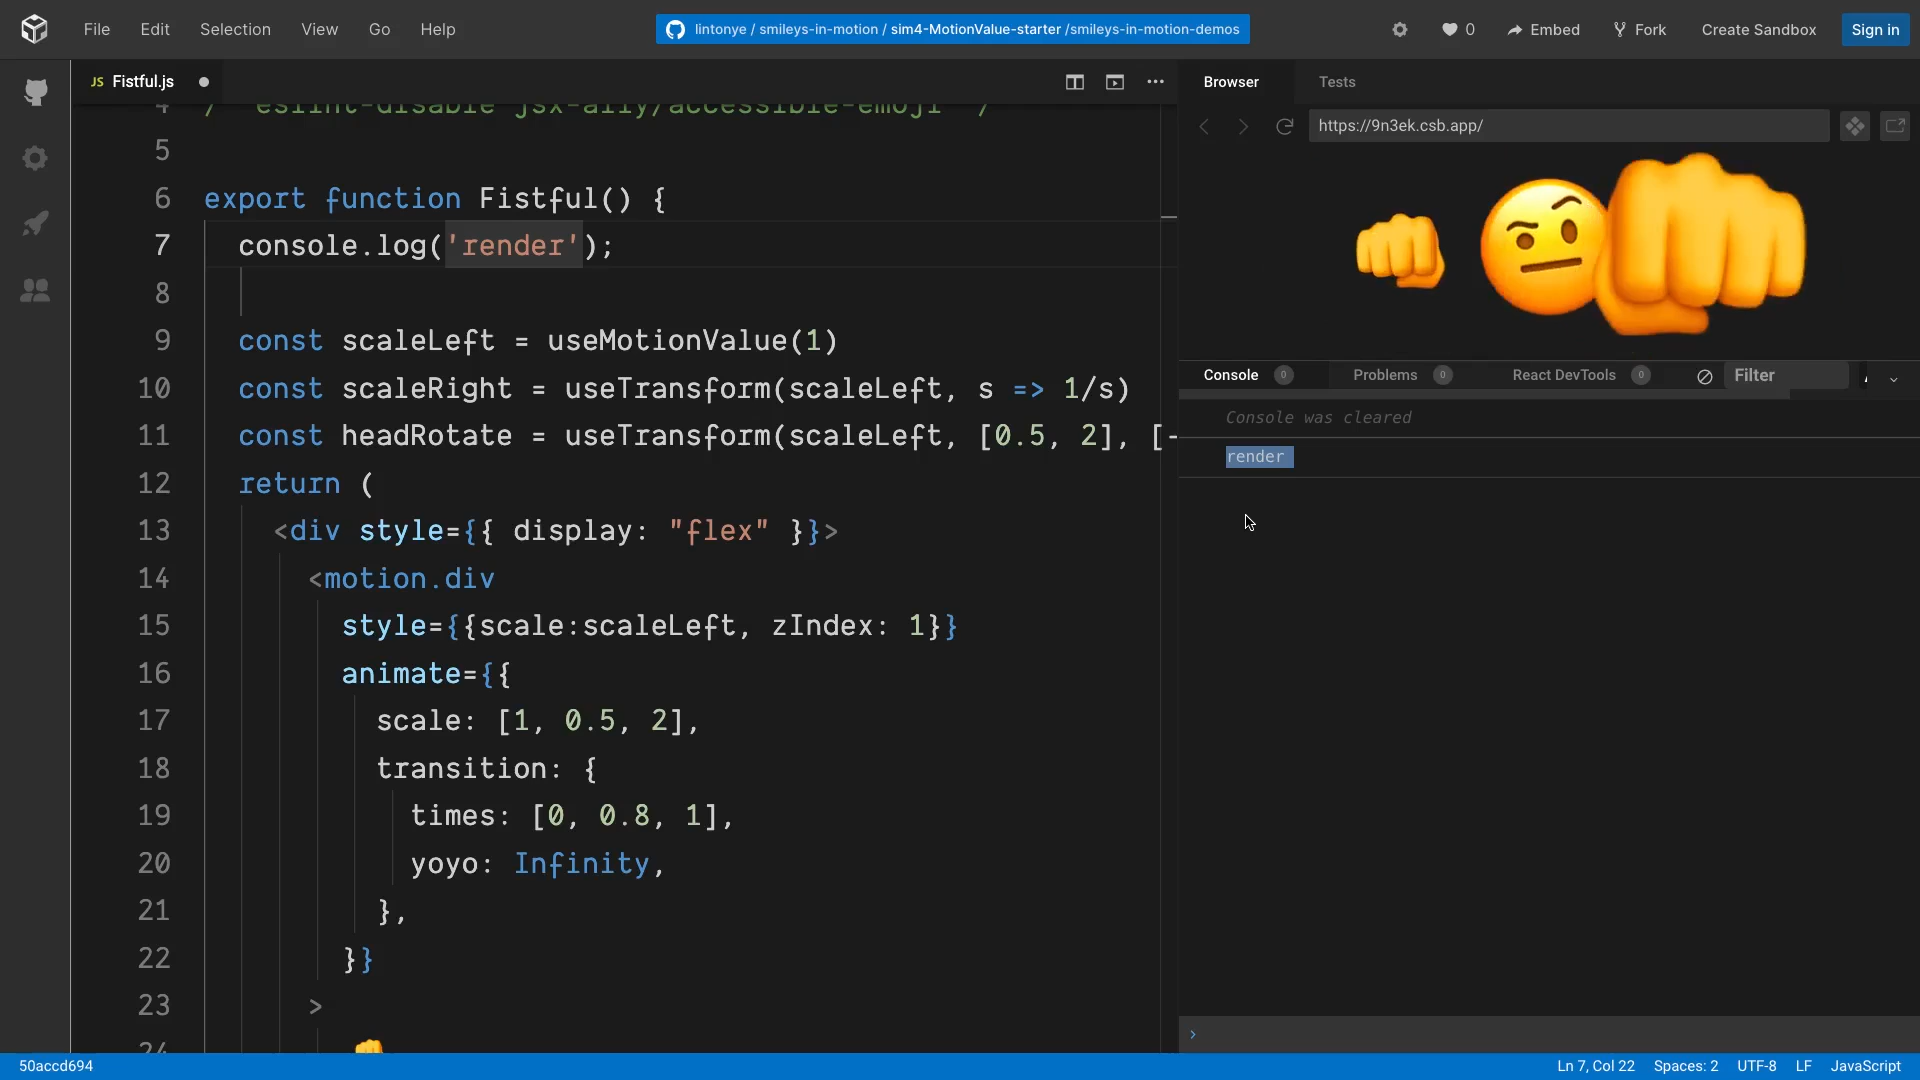 File Edit Selection View Go Help
lintonye / smileys-in-motion / sim4-MotionValue-starter /smileys-in-motion-demos
0 Embed Fork Create Sandbox Sign in
JS Fistful.js
Browser Tests
https://9n3ek.csb.app/
4 /* eslint-disable jsx-a11y/accessible-emoji */
5
6 export function Fistful() {
7 console.log('render');
8
9 const scaleLeft = useMotionValue(1)
10 const scaleRight = useTransform(scaleLeft, s => 1/s)
11 const headRotate = useTransform(scaleLeft, [0.5, 2], [-
12 return (
13 <div style={{ display: "flex" }}>
14 <motion.div
15 style={{scale:scaleLeft, zIndex: 1}}
16 animate={{
17 scale: [1, 0.5, 2],
18 transition: {
19 times: [0, 0.8, 1],
20 yoyo: Infinity,
21 },
22 }}
23 >
24
Console 0 Problems 0 React DevTools 0 Filter
Console was cleared
render
›
50accd694
Ln 7, Col 22 Spaces: 2 UTF-8 LF JavaScript